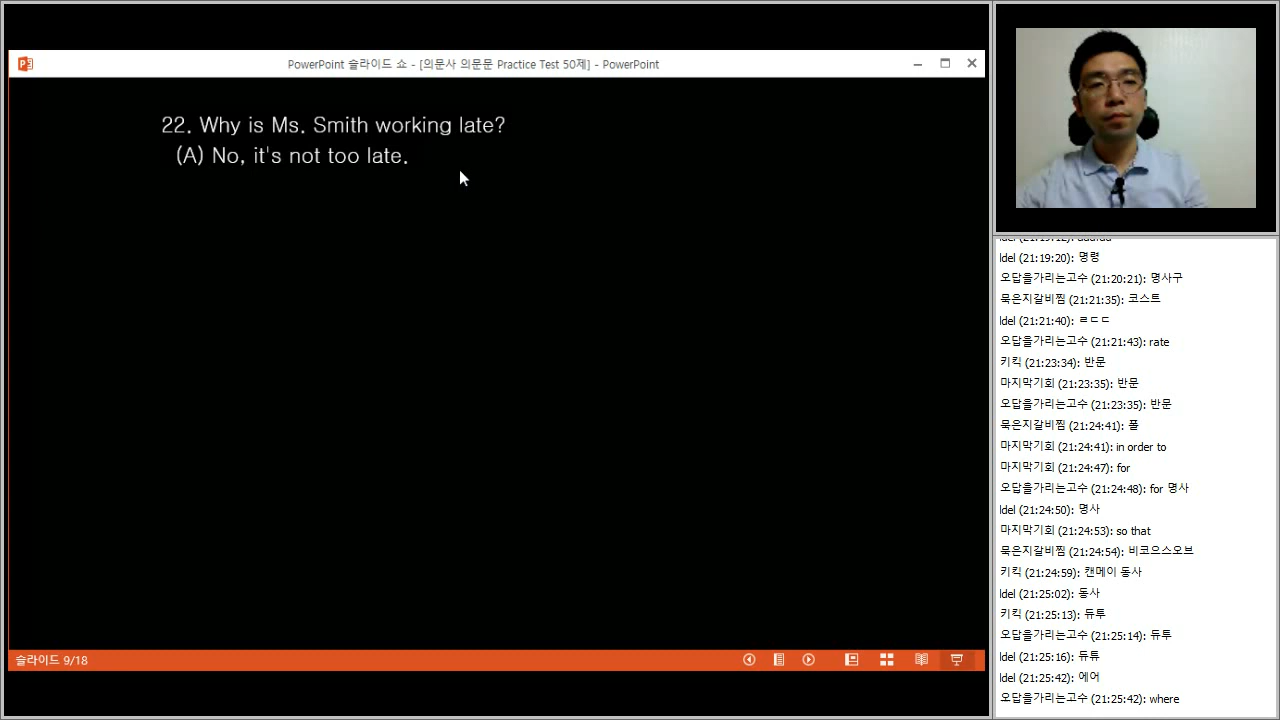 PowerPoint 슬라이드 쇼 - [의문사 의문문 Practice Test 50제] - PowerPoint
22. Why is Ms. Smith working late?
(A) No, it's not too late.
슬라이드 9/18
ldel (21:19:20): 명령
오답을가리는고수 (21:20:21): 명사구
묵은지갈비찜 (21:21:35): 코스트
ldel (21:21:40): ㄹㄷㄷ
오답을가리는고수 (21:21:43): rate
키킥 (21:23:34): 반문
마지막기회 (21:23:35): 반문
오답을가리는고수 (21:23:35): 반문
묵은지갈비찜 (21:24:41): 폴
마지막기회 (21:24:41): in order to
마지막기회 (21:24:47): for
오답을가리는고수 (21:24:48): for 명사
ldel (21:24:50): 명사
마지막기회 (21:24:53): so that
묵은지갈비찜 (21:24:54): 비코으스오브
키킥 (21:24:59): 캔메이 동사
ldel (21:25:02): 동사
키킥 (21:25:13): 듀투
오답을가리는고수 (21:25:14): 듀투
ldel (21:25:16): 듀튜
ldel (21:25:42): 에어
오답을가리는고수 (21:25:42): where